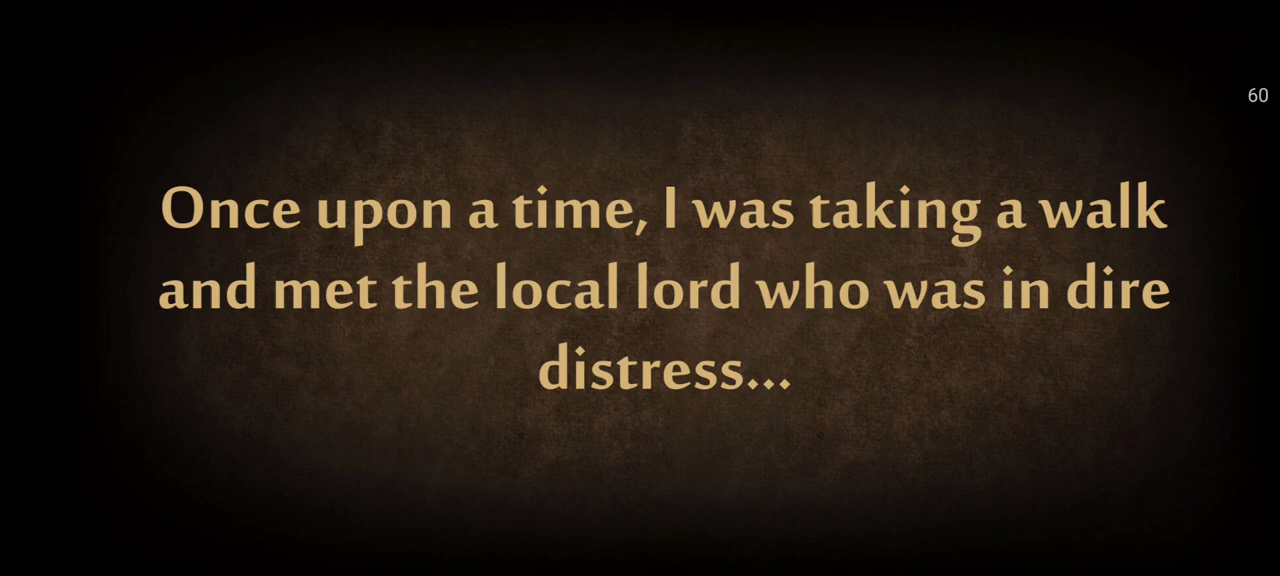 60
Once upon a time, I was taking a walk
and met the local lord who was in dire
distress...